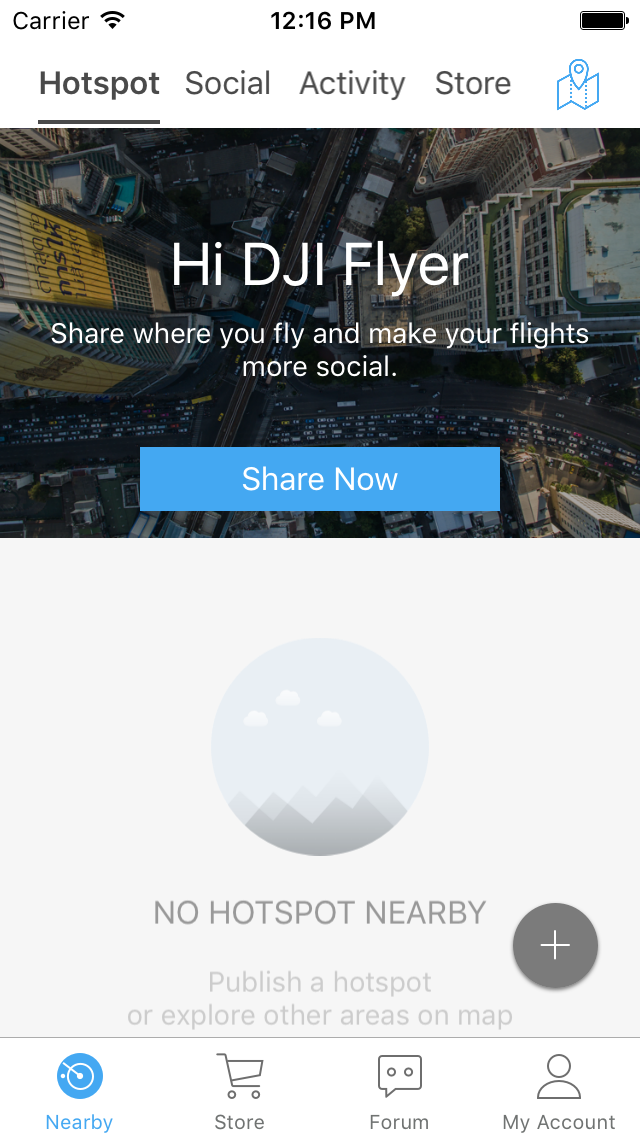 Carrier 12:16 PM
Hotspot Social Activity Store
Hi DJI Flyer
Share where you fly and make your flights
more social.
Share Now
NO HOTSPOT NEARBY
Publish a hotspot
or explore other areas on map
Nearby Store Forum My Account